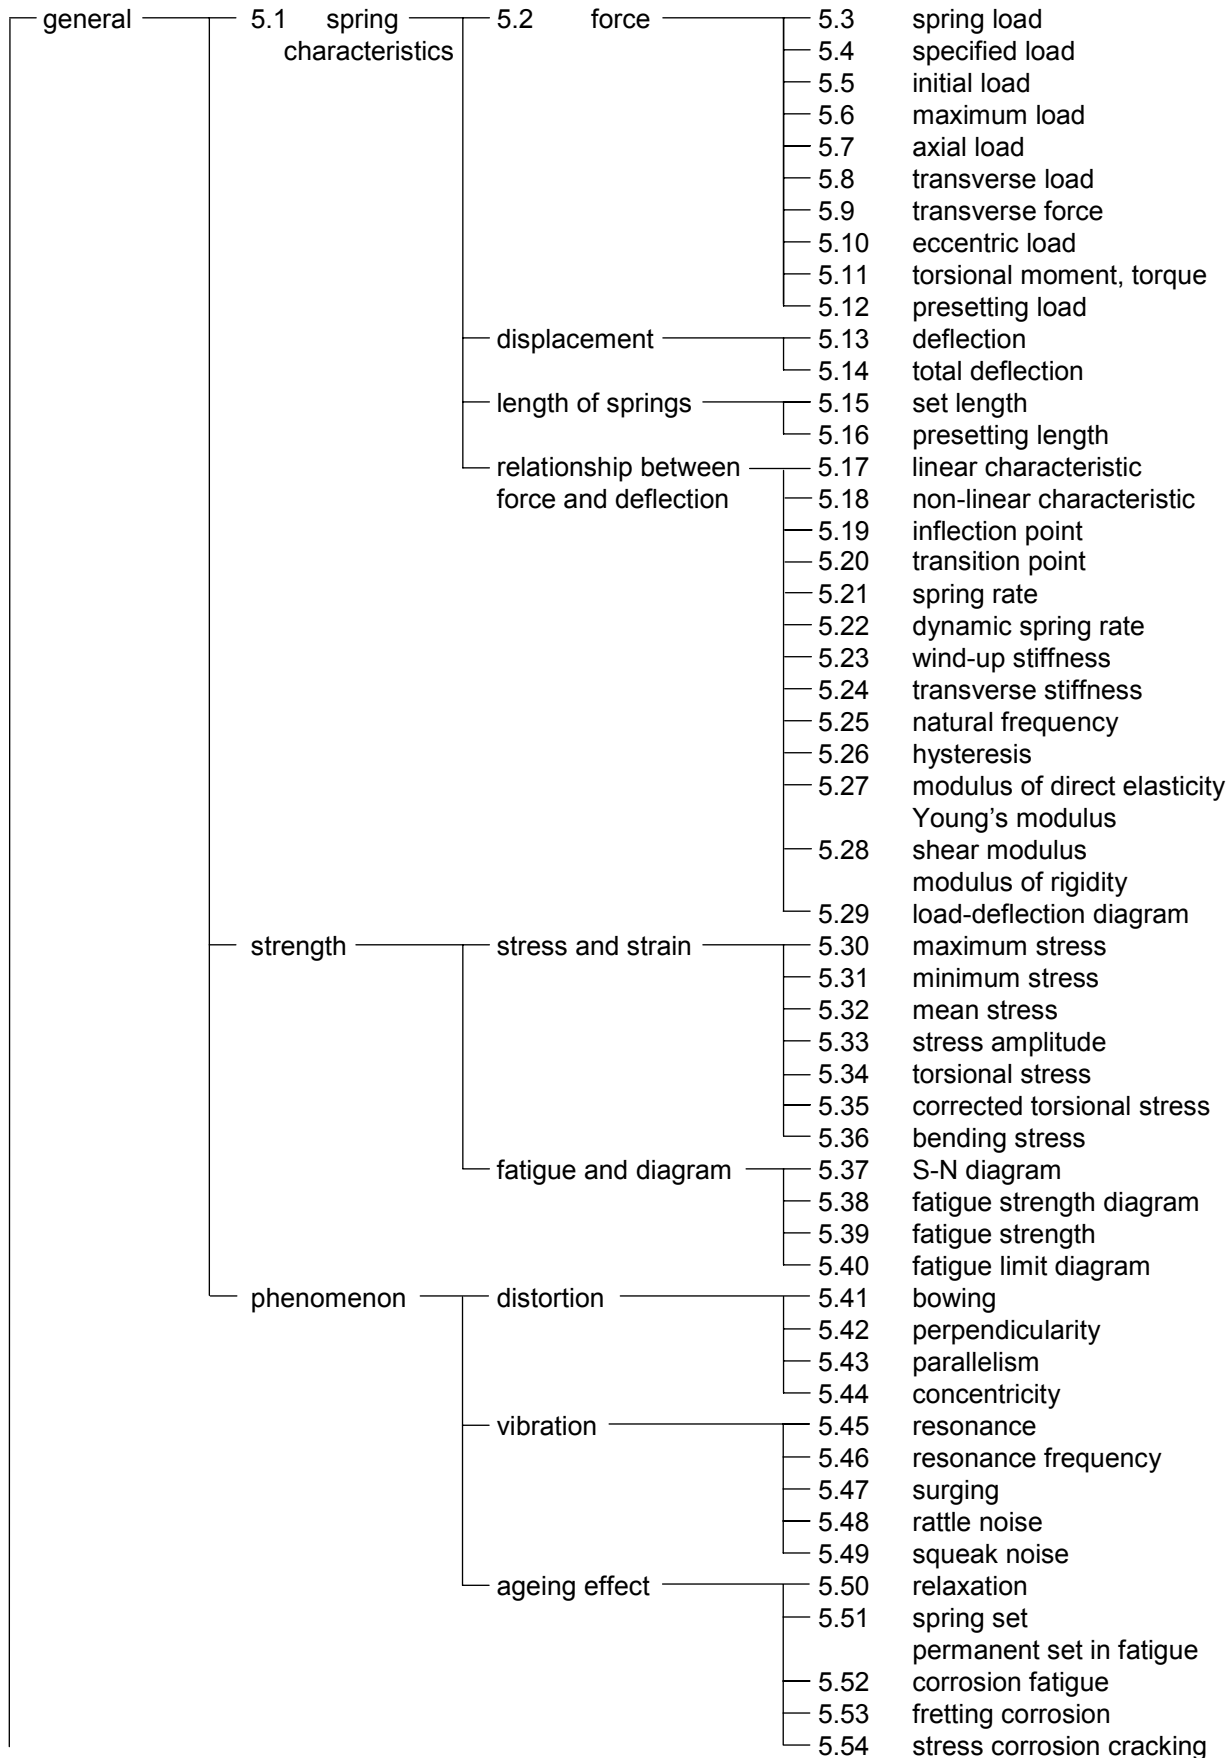 general 5.1 spring 5.2 force 5.3 spring load
characteristics 5.4 specified load
5.5 initial load
5.6 maximum load
5.7 axial load
5.8 transverse load
5.9 transverse force
5.10 eccentric load
5.11 torsional moment, torque
5.12 presetting load
displacement 5.13 deflection
5.14 total deflection
length of springs 5.15 set length
5.16 presetting length
relationship between 5.17 linear characteristic
force and deflection 5.18 non-linear characteristic
5.19 inflection point
5.20 transition point
5.21 spring rate
5.22 dynamic spring rate
5.23 wind-up stiffness
5.24 transverse stiffness
5.25 natural frequency
5.26 hysteresis
5.27 modulus of direct elasticity
Young’s modulus
5.28 shear modulus
modulus of rigidity
5.29 load-deflection diagram
strength stress and strain 5.30 maximum stress
5.31 minimum stress
5.32 mean stress
5.33 stress amplitude
5.34 torsional stress
5.35 corrected torsional stress
5.36 bending stress
fatigue and diagram 5.37 S-N diagram
5.38 fatigue strength diagram
5.39 fatigue strength
5.40 fatigue limit diagram
phenomenon distortion 5.41 bowing
5.42 perpendicularity
5.43 parallelism
5.44 concentricity
vibration 5.45 resonance
5.46 resonance frequency
5.47 surging
5.48 rattle noise
5.49 squeak noise
ageing effect 5.50 relaxation
5.51 spring set
permanent set in fatigue
5.52 corrosion fatigue
5.53 fretting corrosion
5.54 stress corrosion cracking